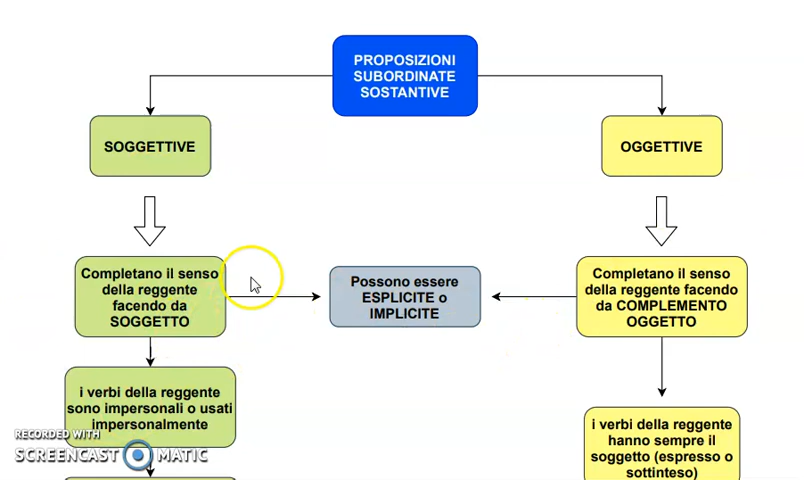 PROPOSIZIONI
SUBORDINATE
SOSTANTIVE
SOGGETTIVE
OGGETTIVE
Completano il senso
della reggente
facendo da
SOGGETTO
Possono essere
ESPLICITE o
IMPLICITE
Completano il senso
della reggente facendo
da COMPLEMENTO
OGGETTO
i verbi della reggente
sono impersonali o usati
impersonalmente
i verbi della reggente
hanno sempre il
soggetto (espresso o
sottinteso)
RECORDED WITH
SCREENCAST MATIC